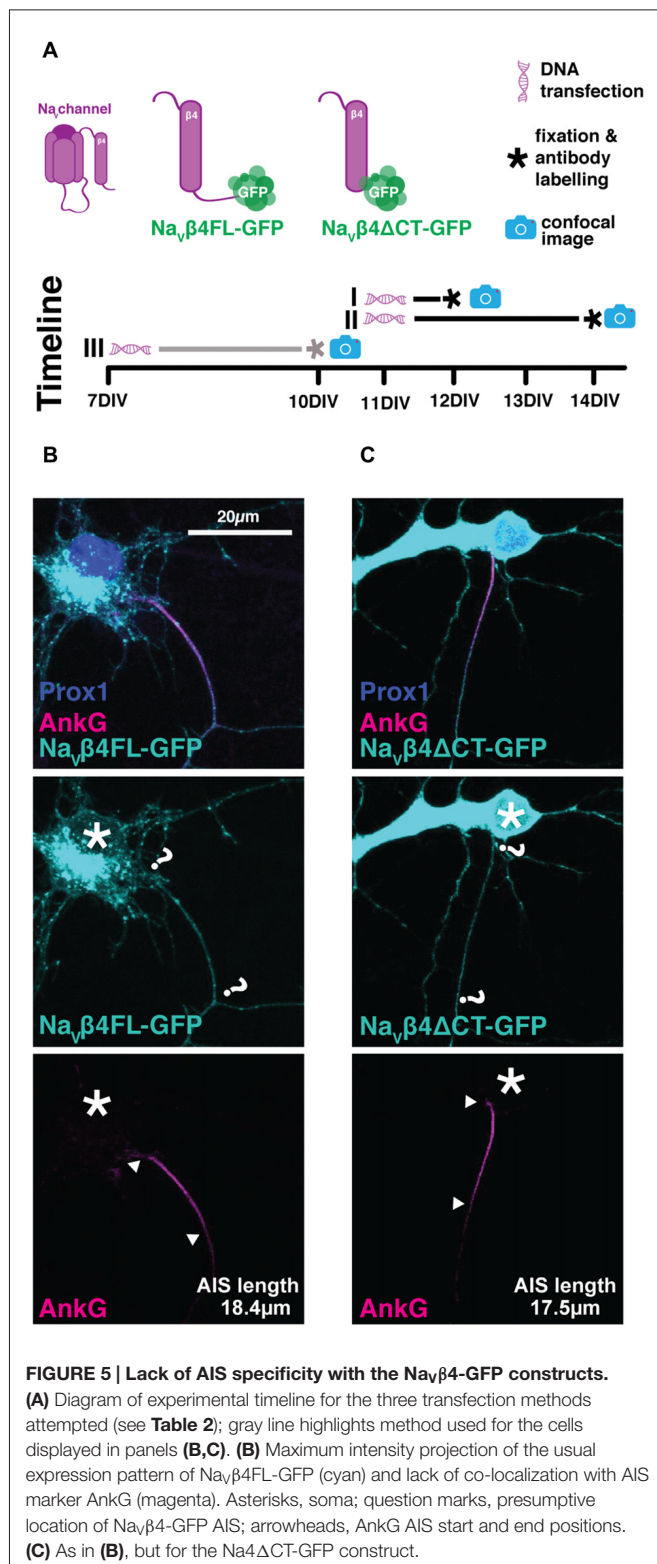 A
Naᵥchannel
β4
β4
β4
GFP
GFP
Naᵥβ4FL-GFP
Naᵥβ4ΔCT-GFP
DNA
transfection
*
fixation &
antibody
labelling
confocal
image
Timeline
I
II
III
7DIV
10DIV
11DIV
12DIV
13DIV
14DIV
B
C
20µm
Prox1
AnkG
Naᵥβ4FL-GFP
Prox1
AnkG
Naᵥβ4ΔCT-GFP
*
?
?
Naᵥβ4FL-GFP
*
?
?
Naᵥβ4ΔCT-GFP
*
AnkG
AIS length
18.4µm
*
AnkG
AIS length
17.5µm
FIGURE 5 | Lack of AIS specificity with the Naᵥβ4-GFP constructs.
(A) Diagram of experimental timeline for the three transfection methods
attempted (see Table 2); gray line highlights method used for the cells
displayed in panels (B,C). (B) Maximum intensity projection of the usual
expression pattern of Naᵥβ4FL-GFP (cyan) and lack of co-localization with AIS
marker AnkG (magenta). Asterisks, soma; question marks, presumptive
location of Naᵥβ4-GFP AIS; arrowheads, AnkG AIS start and end positions.
(C) As in (B), but for the Na4ΔCT-GFP construct.